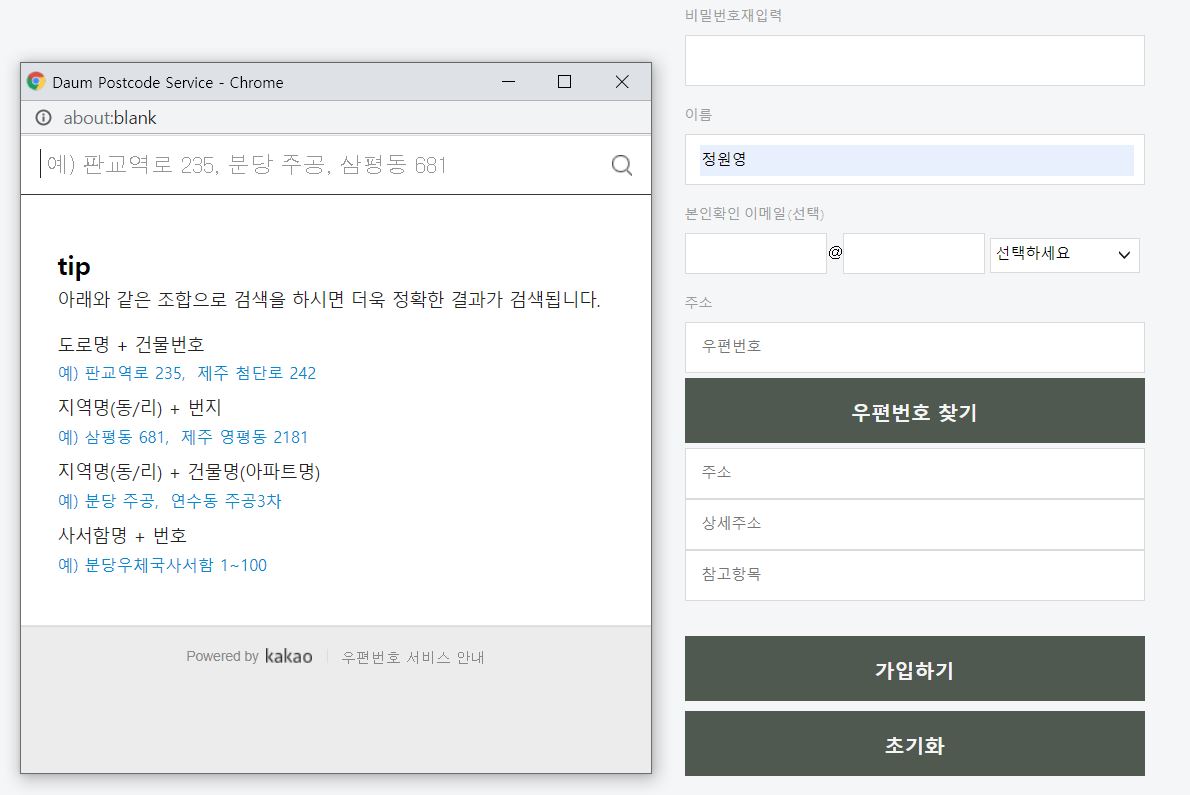 Daum Postcode Service - Chrome
about:blank
예) 판교역로 235, 분당 주공, 삼평동 681
tip
아래와 같은 조합으로 검색을 하시면 더욱 정확한 결과가 검색됩니다.
도로명 + 건물번호
예) 판교역로 235, 제주 첨단로 242
지역명(동/리) + 번지
예) 삼평동 681, 제주 영평동 2181
지역명(동/리) + 건물명(아파트명)
예) 분당 주공, 연수동 주공3차
사서함명 + 번호
예) 분당우체국사서함 1~100
Powered by kakao 우편번호 서비스 안내
비밀번호재입력
이름
정원영
본인확인 이메일(선택)
@ 선택하세요
주소
우편번호
우편번호 찾기
주소
상세주소
참고항목
가입하기
초기화